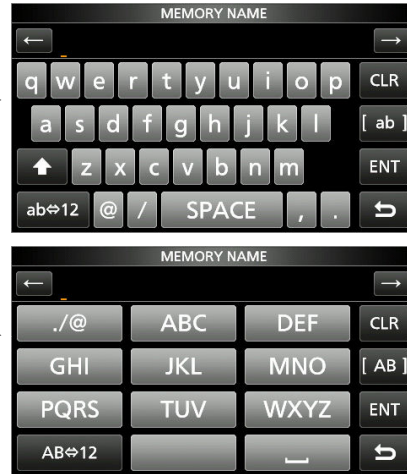 MEMORY NAME
← →
q w e r t y u i o p CLR
a s d f g h j k l [ ab ]
z x c v b n m ENT
ab⇔12 @ / SPACE , .
MEMORY NAME
← →
./@ ABC DEF CLR
GHI JKL MNO [ AB ]
PQRS TUV WXYZ ENT
AB⇔12